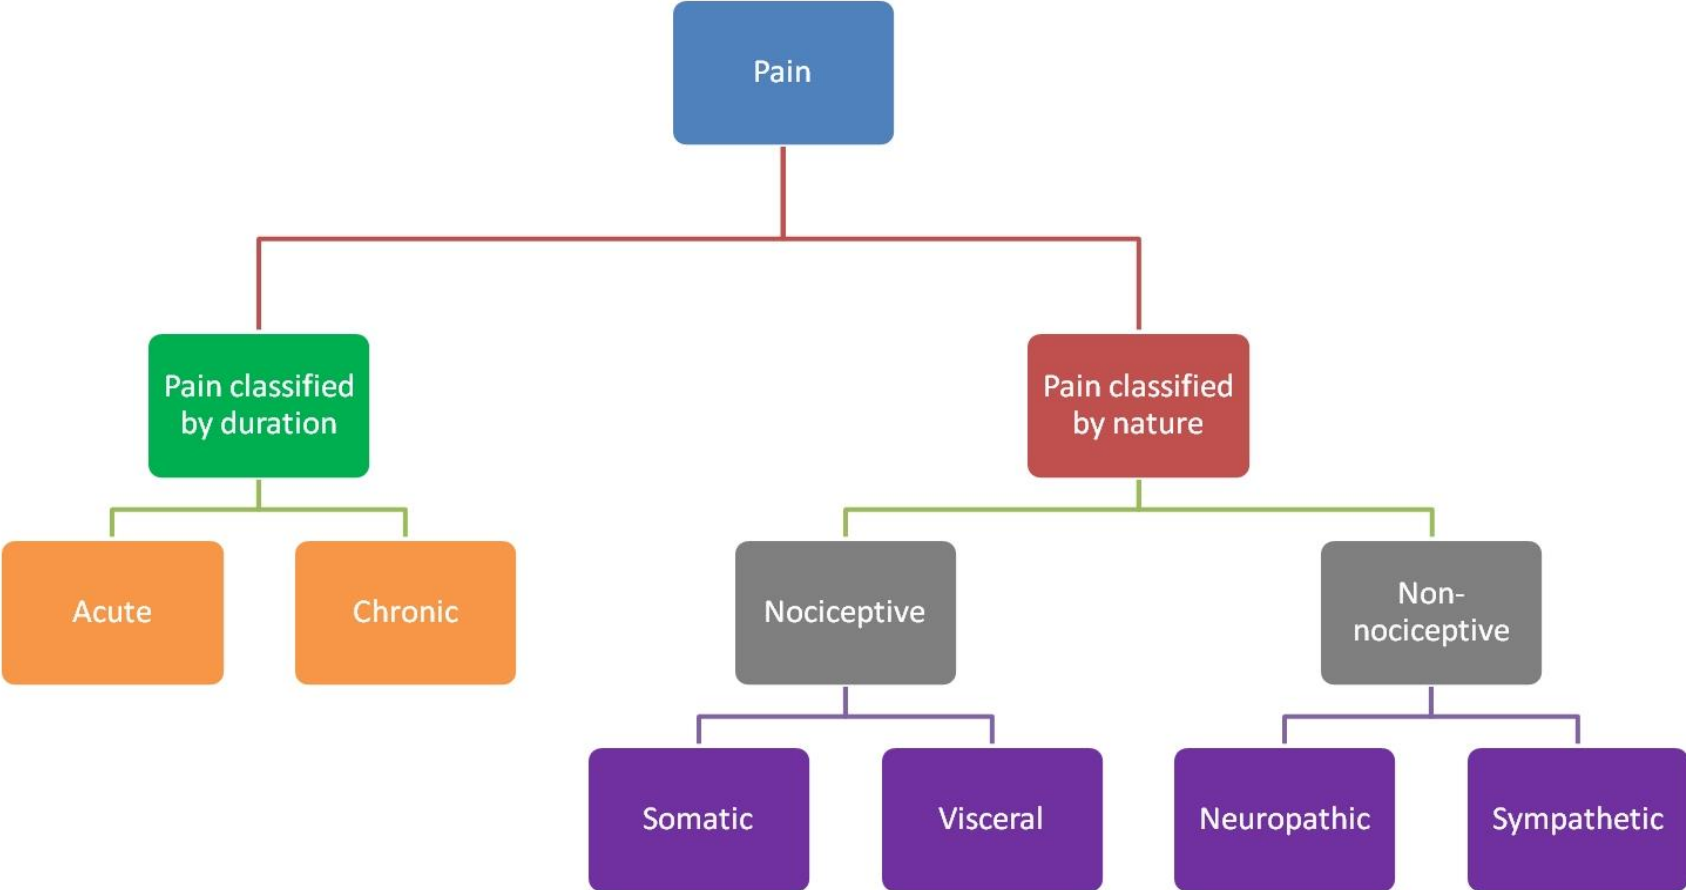 Pain
Pain classified
by duration
Pain classified
by nature
Acute
Chronic
Nociceptive
Non-
nociceptive
Somatic
Visceral
Neuropathic
Sympathetic